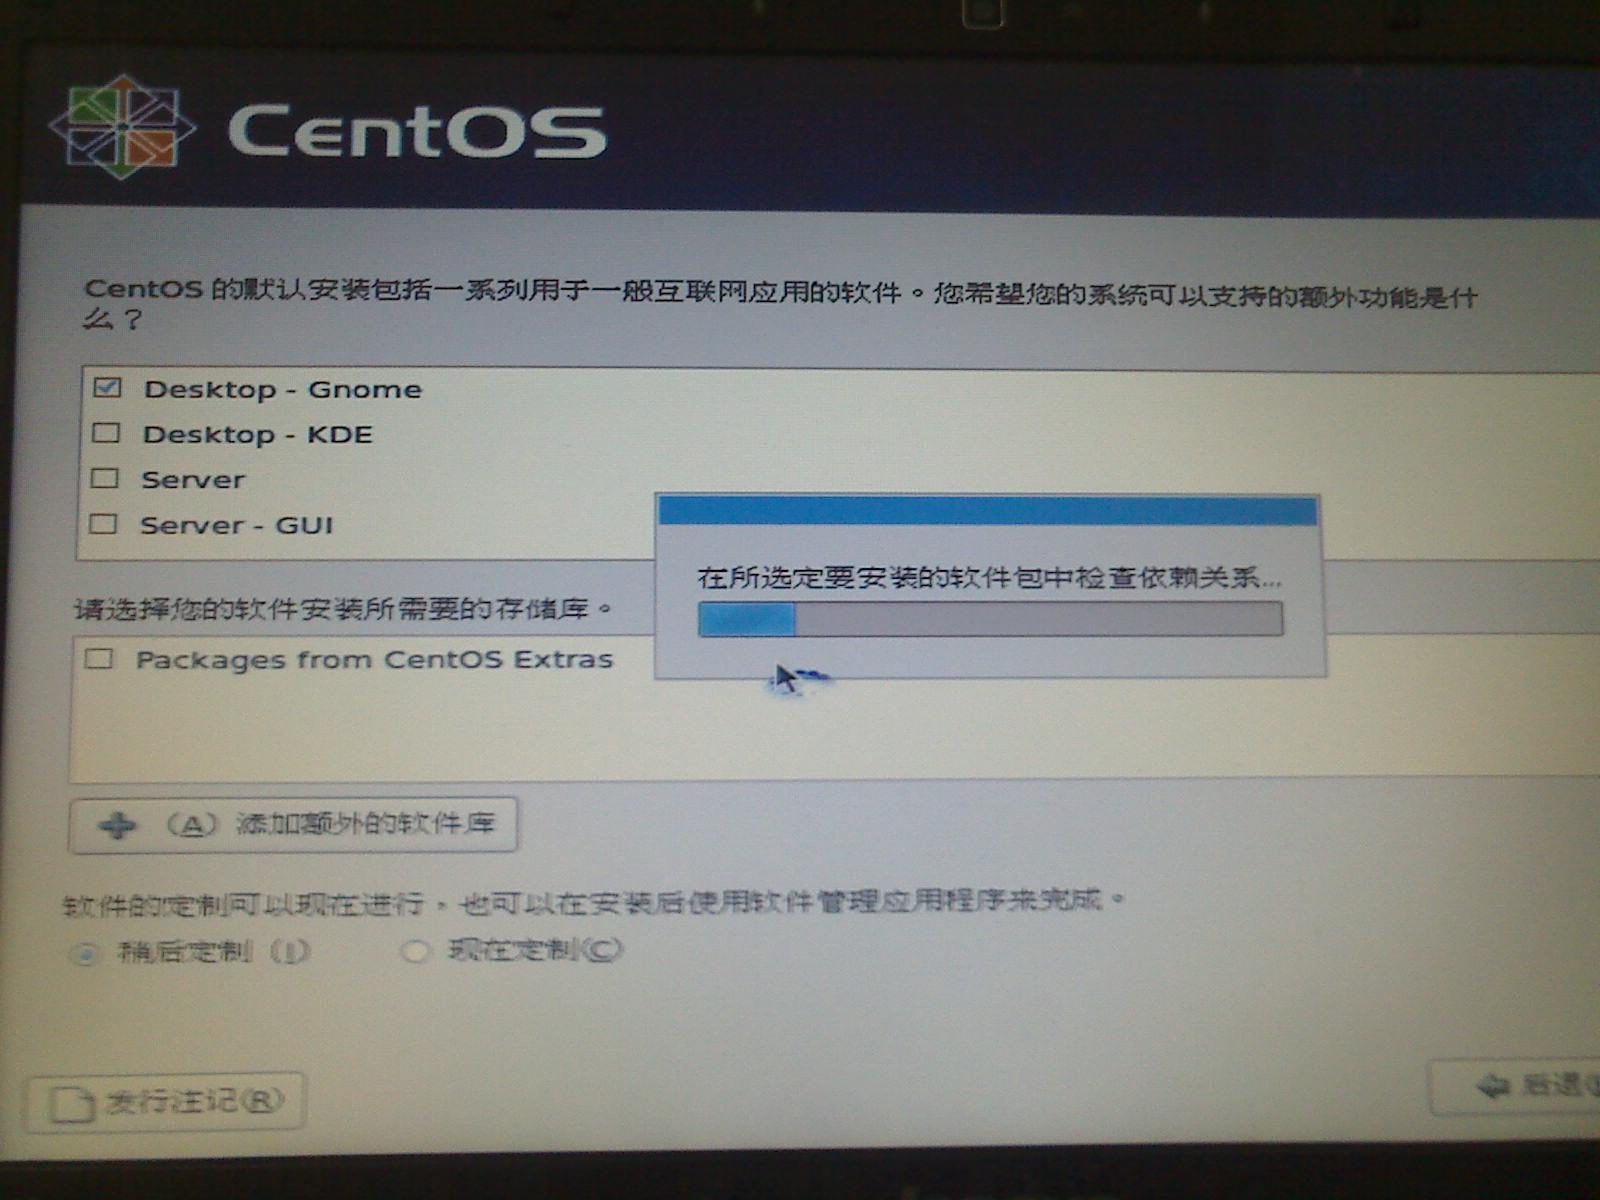 CentOS
CentOS 的默认安装包括一系列用于一般互联网应用的软件。您希望您的系统可以支持的额外功能是什
么？
Desktop - Gnome
Desktop - KDE
Server
Server - GUI
在所选定要安装的软件包中检查依赖关系...
请选择您的软件安装所需要的存储库。
Packages from CentOS Extras
(A) 添加额外的软件库
软件的定制可以现在进行，也可以在安装后使用软件管理应用程序来完成。
稍后定制 (l) 现在定制(C)
发行注记(R) 后退